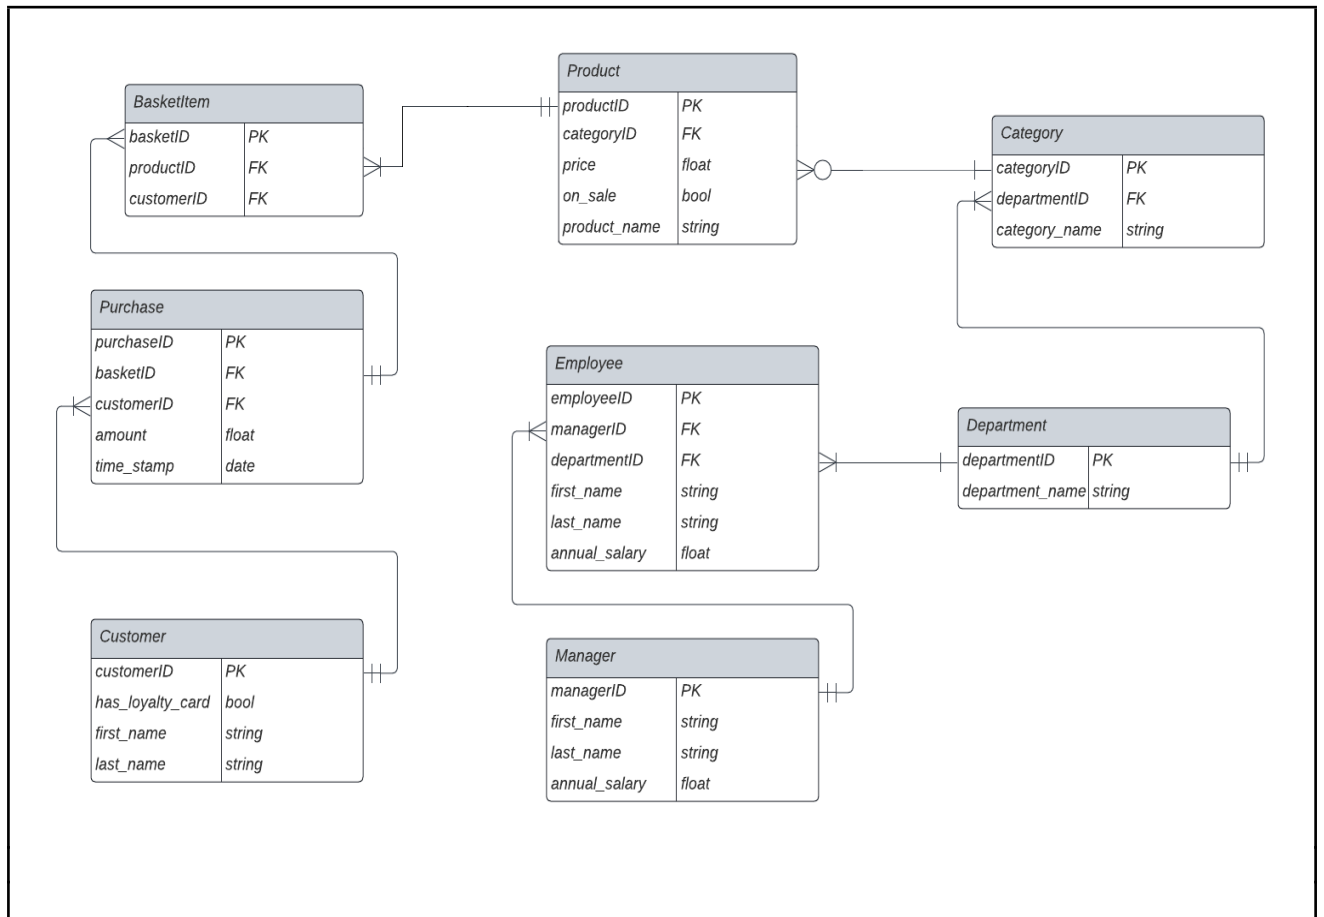 BasketItem
basketID PK
productID FK
customerID FK
Product
productID PK
categoryID FK
price float
on_sale bool
product_name string
Category
categoryID PK
departmentID FK
category_name string
Purchase
purchaseID PK
basketID FK
customerID FK
amount float
time_stamp date
Employee
employeeID PK
managerID FK
departmentID FK
first_name string
last_name string
annual_salary float
Department
departmentID PK
department_name string
Customer
customerID PK
has_loyalty_card bool
first_name string
last_name string
Manager
managerID PK
first_name string
last_name string
annual_salary float